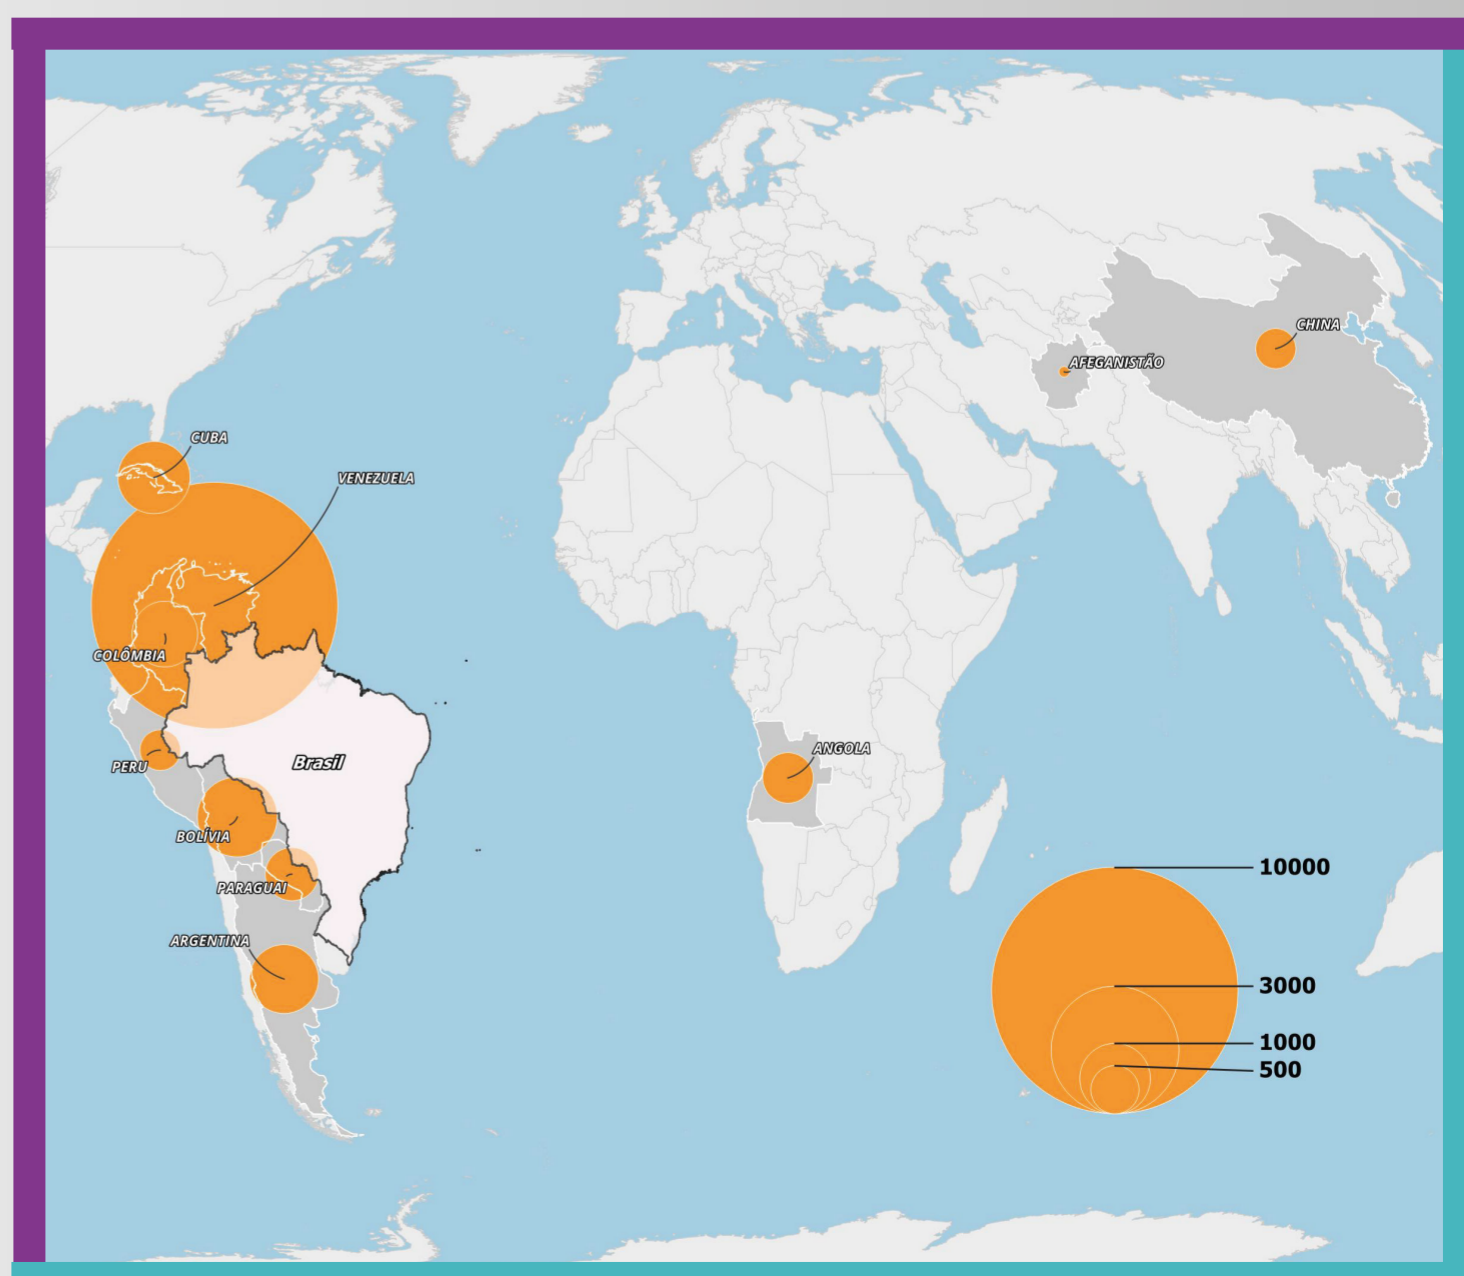 CHINA
AFEGANISTÃO
CUBA
VENEZUELA
COLÔMBIA
ANGOLA
Brasil
PERU
BOLÍVIA
10000
PARAGUAI
ARGENTINA
3000
1000
500